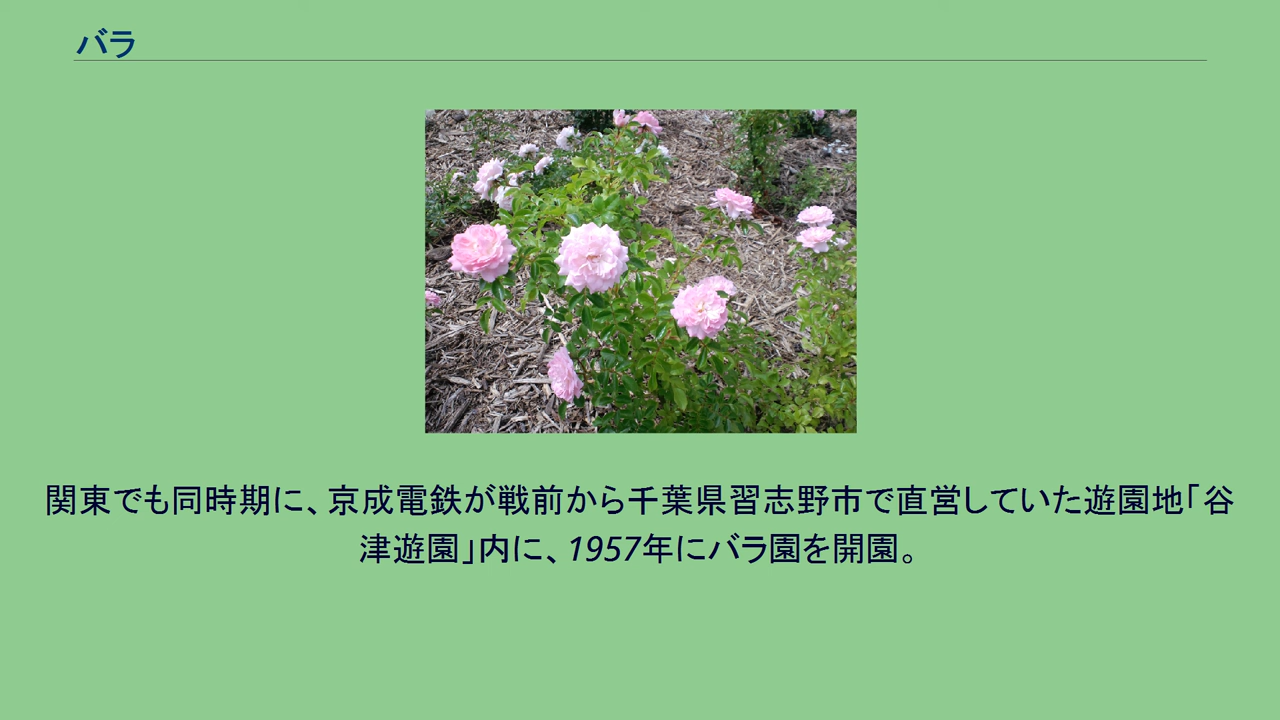 バラ
関東でも同時期に、京成電鉄が戦前から千葉県習志野市で直営していた遊園地「谷
津遊園」内に、1957年にバラ園を開園。